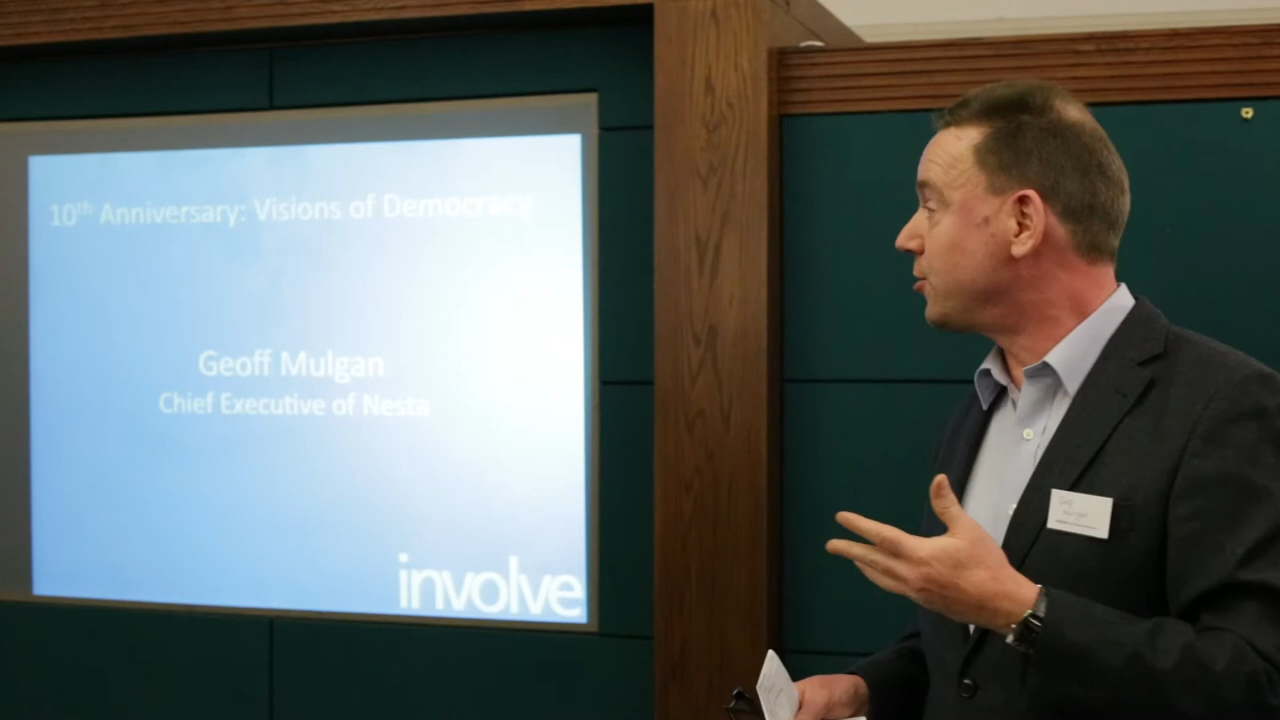 10th Anniversary: Visions of Democracy
Geoff Mulgan
Chief Executive of Nesta
involve